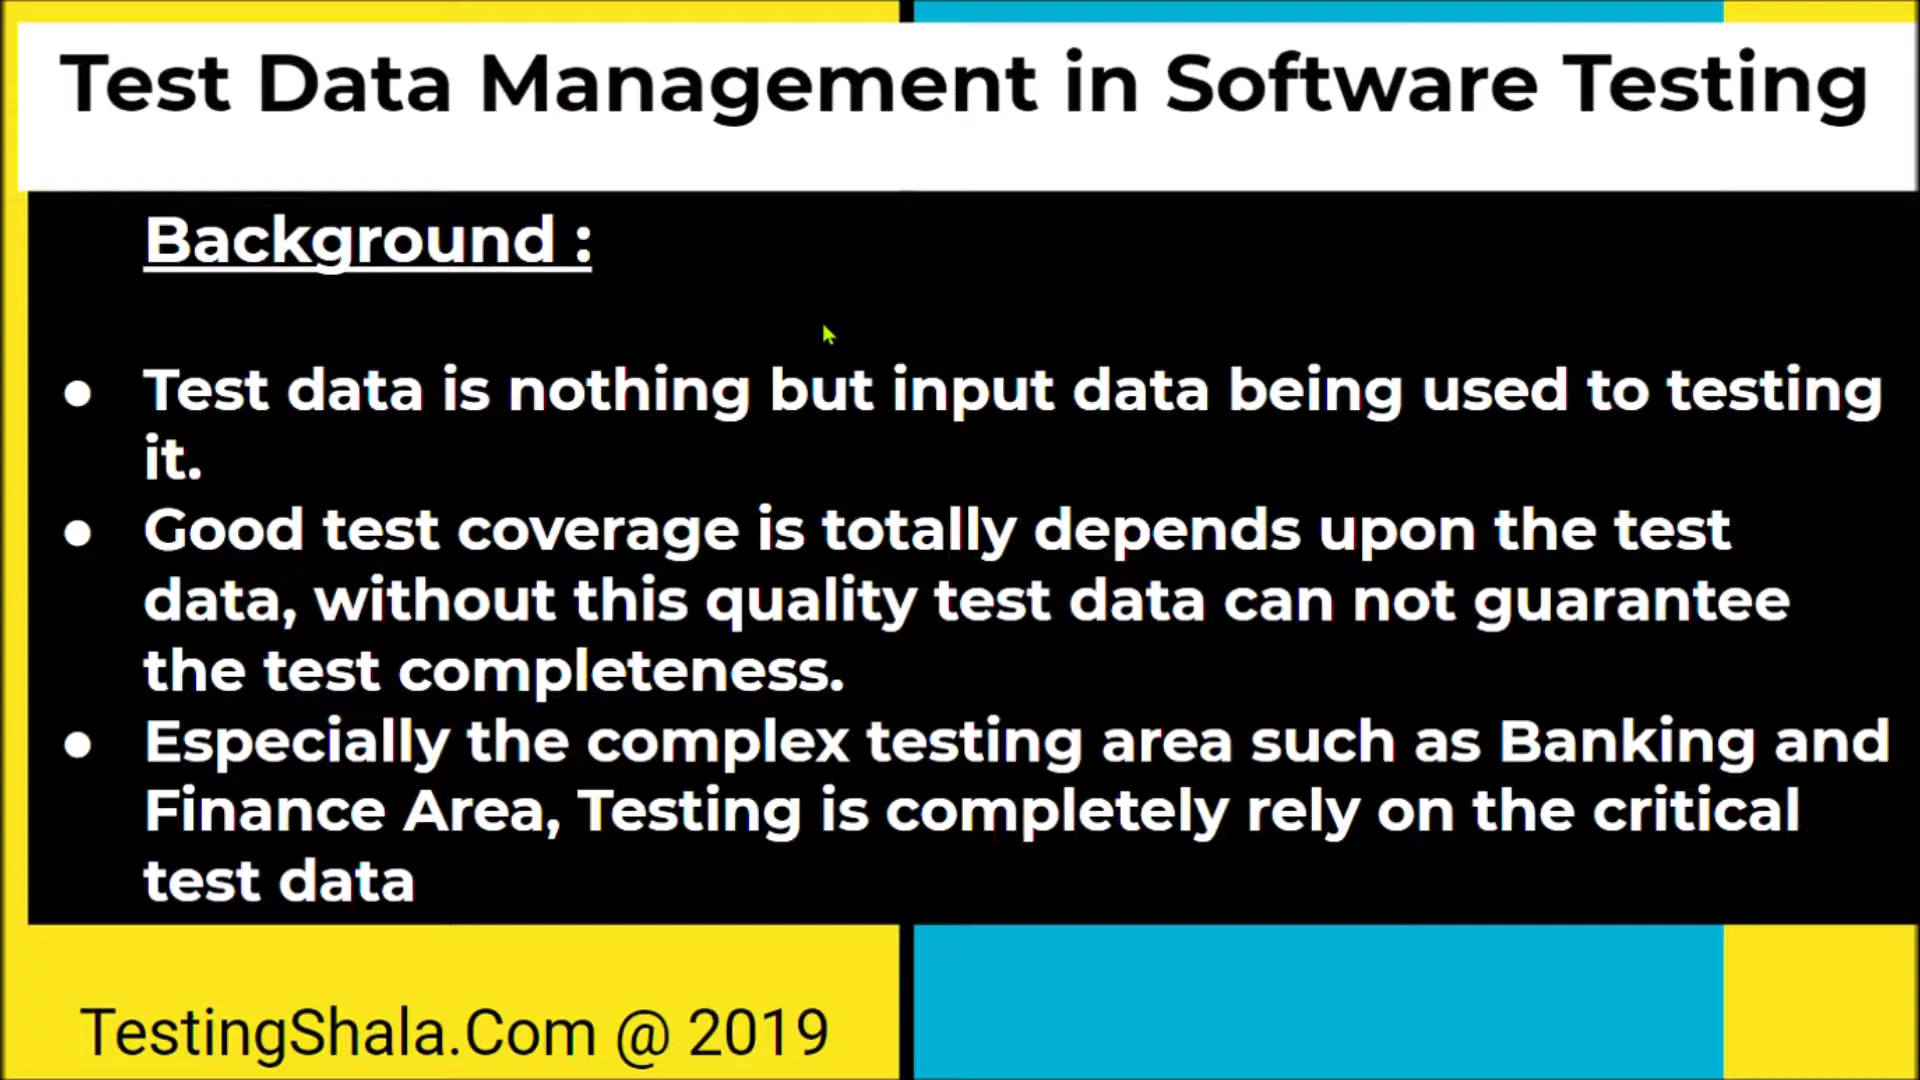 Test Data Management in Software Testing
Background :
● Test data is nothing but input data being used to testing
it.
● Good test coverage is totally depends upon the test
data, without this quality test data can not guarantee
the test completeness.
● Especially the complex testing area such as Banking and
Finance Area, Testing is completely rely on the critical
test data
TestingShala.Com @ 2019